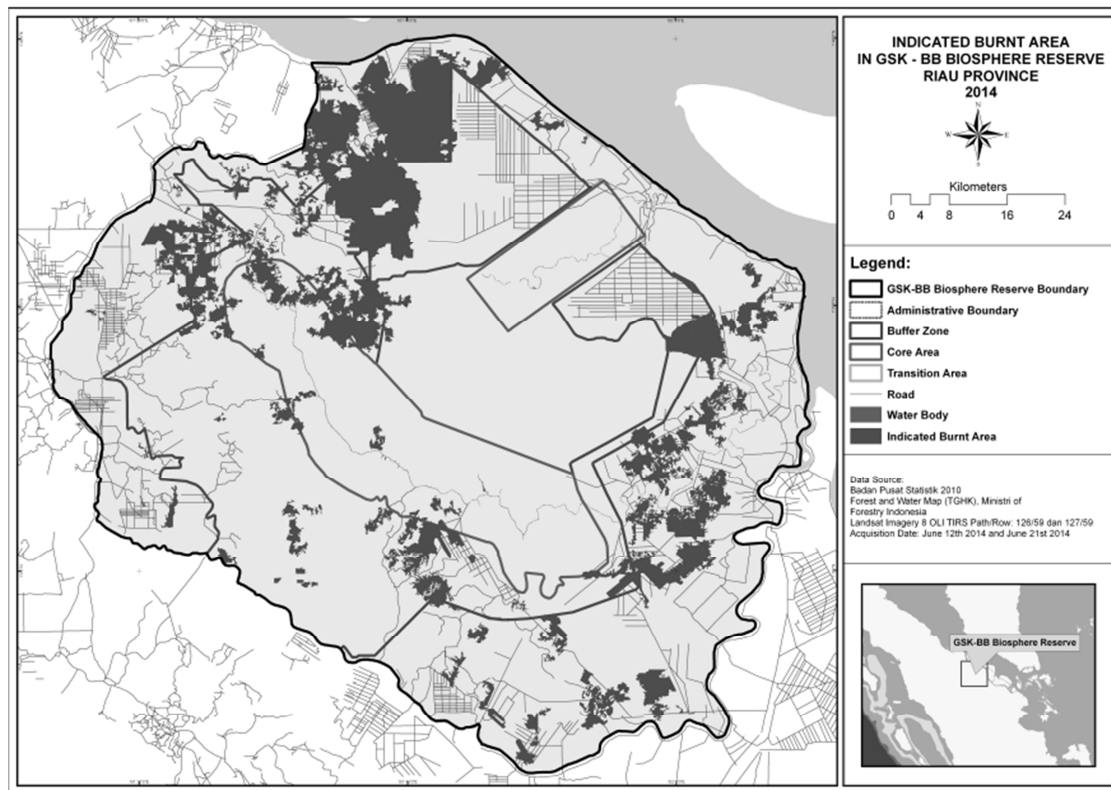 INDICATED BURNT AREA
IN GSK - BB BIOSPHERE RESERVE
RIAU PROVINCE
2014
N
W E
S
Kilometers
0 4 8 16 24
Legend:
GSK-BB Biosphere Reserve Boundary
Administrative Boundary
Buffer Zone
Core Area
Transition Area
Road
Water Body
Indicated Burnt Area
Data Source:
Badan Pusat Statistik 2010
Forest and Water Map (TGHK), Ministri of
Forestry Indonesia
Landsat Imagery 8 OLI TIRS Path/Row: 126/59 dan 127/59
Acquisition Date: June 12th 2014 and June 21st 2014
GSK-BB Biosphere Reserve